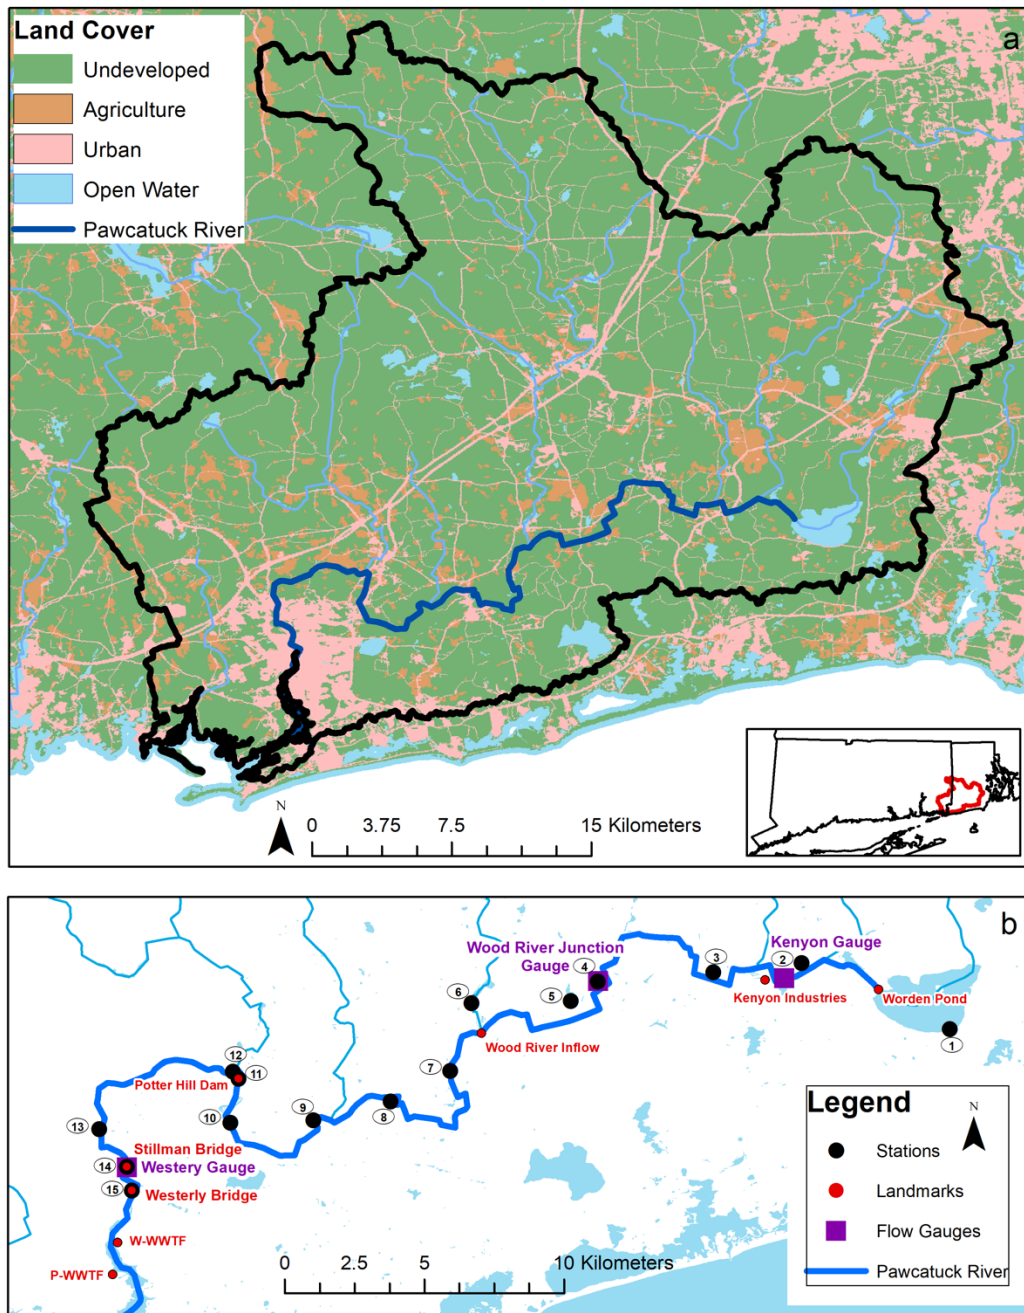 a
Land Cover
Undeveloped
Agriculture
Urban
Open Water
Pawcatuck River
N
0 3.75 7.5 15 Kilometers
b
Wood River Junction
Gauge
Kenyon Gauge
4
3
2
Kenyon Industries
Worden Pond
6
5
1
Wood River Inflow
12
Potter Hill Dam
11
7
10
9
8
13
Stillman Bridge
14
Westery Gauge
15
Westerly Bridge
W-WWTF
P-WWTF
0 2.5 5 10 Kilometers
Legend
N
Stations
Landmarks
Flow Gauges
Pawcatuck River